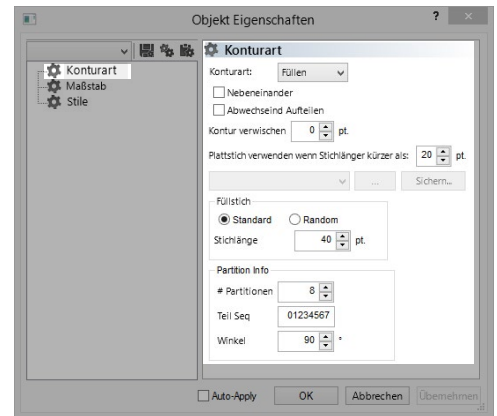 Objekt Eigenschaften
Konturart
Maßstab
Stile
Konturart
Konturart: Füllen
Nebeneinander
Abwechseind Aufteilen
Kontur verwischen 0 pt.
Plattstich verwenden wenn Stichlänger kürzer als: 20 pt.
... Sichern...
Füllstich
Standard Random
Stichlänge 40 pt.
Partition Info
# Partitionen 8
Teil Seq 01234567
Winkel 90 °
Auto-Apply OK Abbrechen Übernehmen